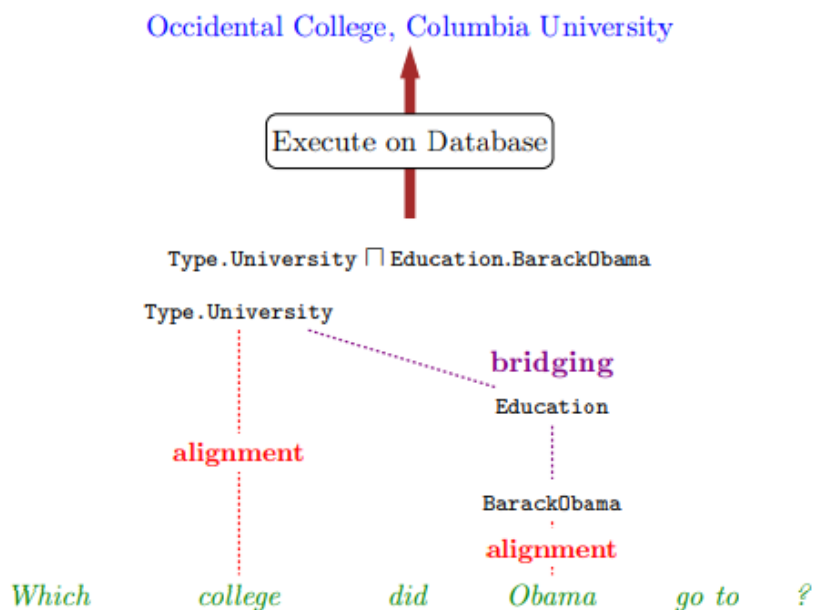 Occidental College, Columbia University
Execute on Database
Type.University ⊓ Education.BarackObama
Type.University
bridging
Education
alignment
BarackObama
alignment
Which college did Obama go to ?